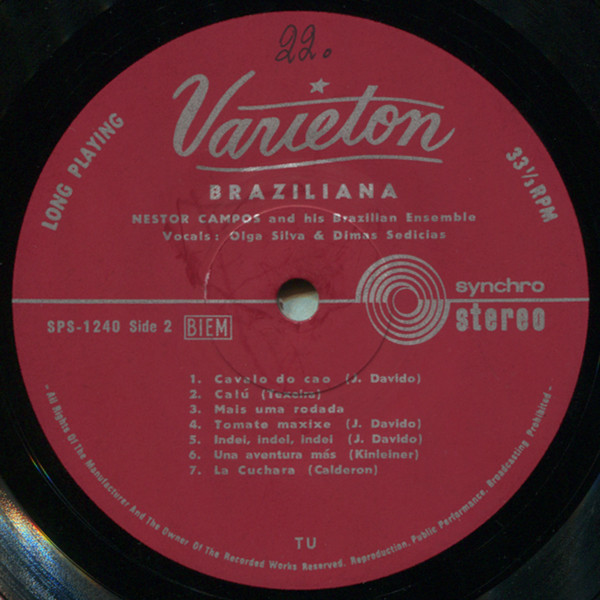 22.
Varieton
LONG PLAYING
33⅓ RPM
BRAZILIANA
NESTOR CAMPOS and his Brazilian Ensemble
Vocals: Olga Silva & Dimas Sedicias
synchro
stereo
SPS-1240 Side 2 BIEM
1. Cavalo do cao (J. Davido)
2. Calú (Texeira)
3. Mais uma rodada
4. Tomate maxixe (J. Davido)
5. Indei, indei, indei (J. Davido)
6. Una aventura más (Kinleiner)
7. La Cuchara (Calderon)
- All Rights Of The Manufacturer And The Owner Of The Recorded Works Reserved. Reproduction, Public Performance, Broadcasting Prohibited -
TU